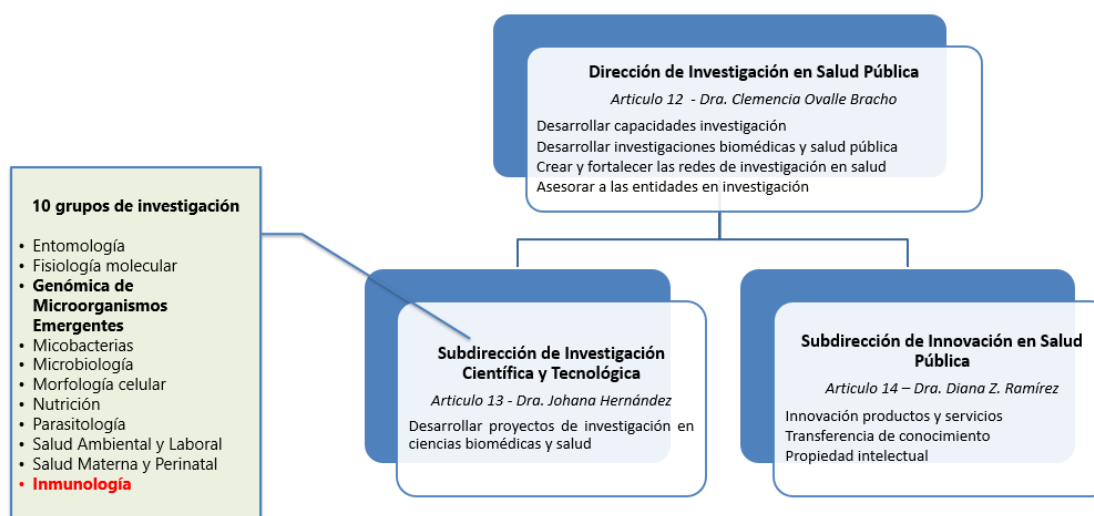 Dirección de Investigación en Salud Pública
Articulo 12 - Dra. Clemencia Ovalle Bracho
Desarrollar capacidades investigación
Desarrollar investigaciones biomédicas y salud pública
Crear y fortalecer las redes de investigación en salud
Asesorar a las entidades en investigación
10 grupos de investigación
• Entomología
• Fisiología molecular
• Genómica de
Microorganismos
Emergentes
• Micobacterias
• Microbiología
• Morfología celular
• Nutrición
• Parasitología
• Salud Ambiental y Laboral
• Salud Materna y Perinatal
• Inmunología
Subdirección de Investigación
Científica y Tecnológica
Articulo 13 - Dra. Johana Hernández
Desarrollar proyectos de investigación en
ciencias biomédicas y salud
Subdirección de Innovación en Salud
Pública
Articulo 14 – Dra. Diana Z. Ramírez
Innovación productos y servicios
Transferencia de conocimiento
Propiedad intelectual